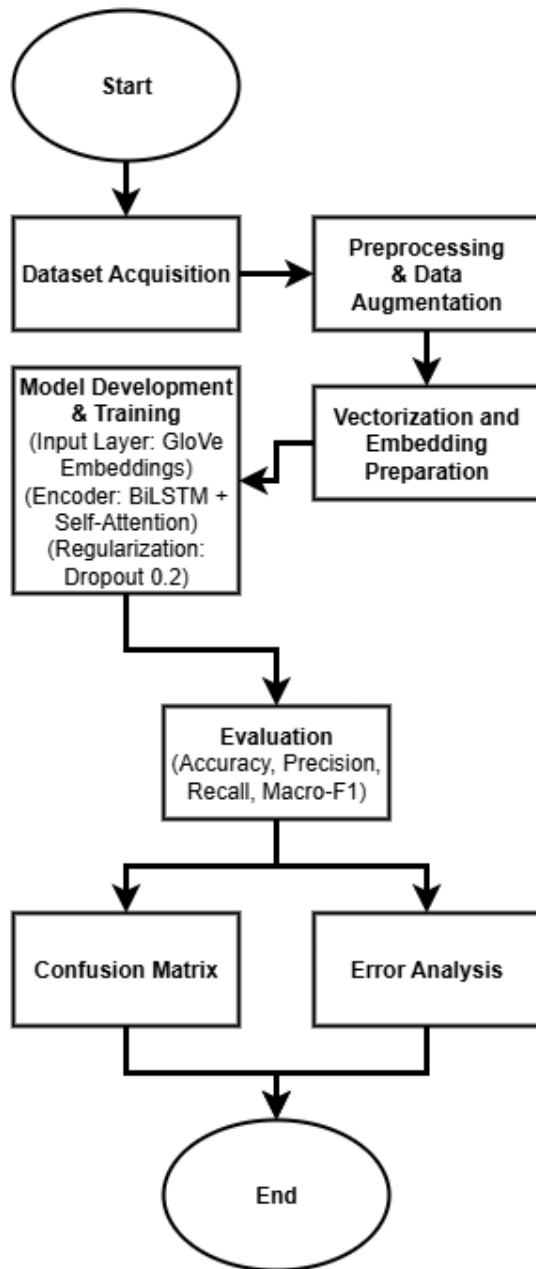 Start
Dataset Acquisition
Preprocessing
& Data
Augmentation
Vectorization and
Embedding
Preparation
Model Development
& Training
(Input Layer: GloVe
Embeddings)
(Encoder: BiLSTM +
Self-Attention)
(Regularization:
Dropout 0.2)
Evaluation
(Accuracy, Precision,
Recall, Macro-F1)
Confusion Matrix
Error Analysis
End